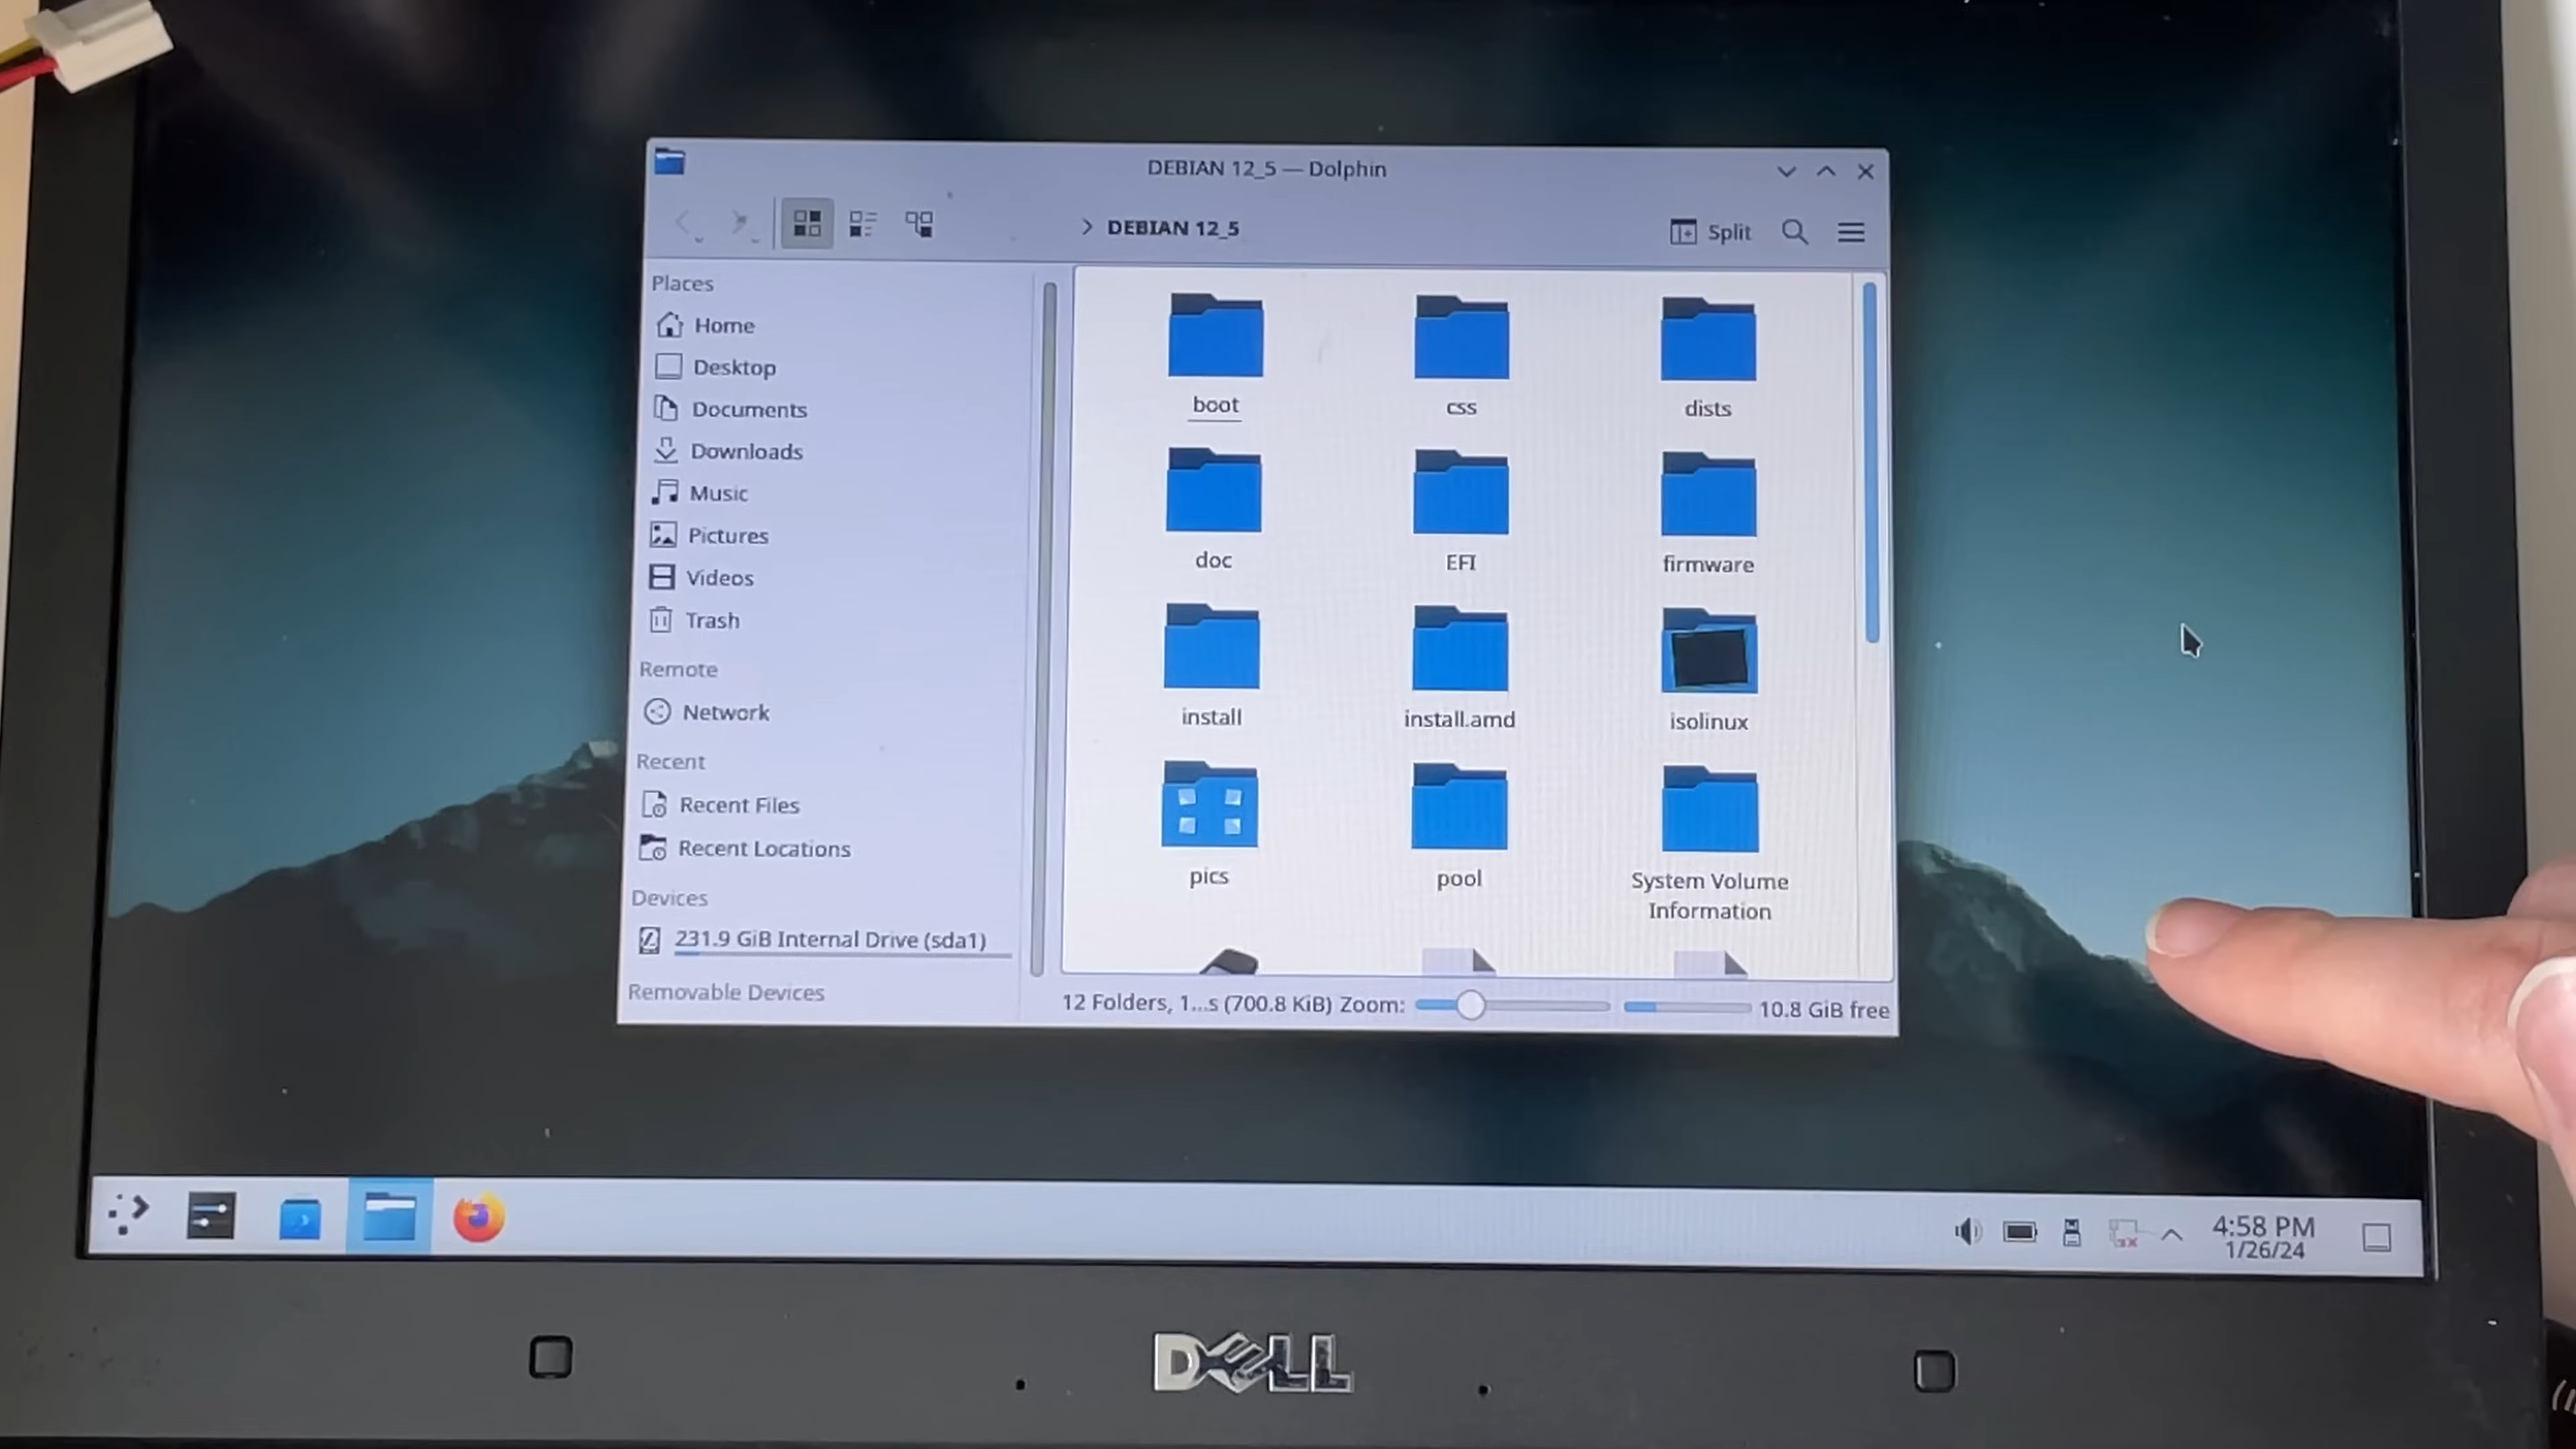 DEBIAN 12_5 — Dolphin
DEBIAN 12_5
Split
Places
Home
Desktop
Documents
Downloads
Music
Pictures
Videos
Trash
Remote
Network
Recent
Recent Files
Recent Locations
Devices
231.9 GiB Internal Drive (sda1)
Removable Devices
boot
css
dists
doc
EFI
firmware
install
install.amd
isolinux
pics
pool
System Volume
Information
12 Folders, 1...s (700.8 KiB) Zoom:
10.8 GiB free
4:58 PM
1/26/24
DELL